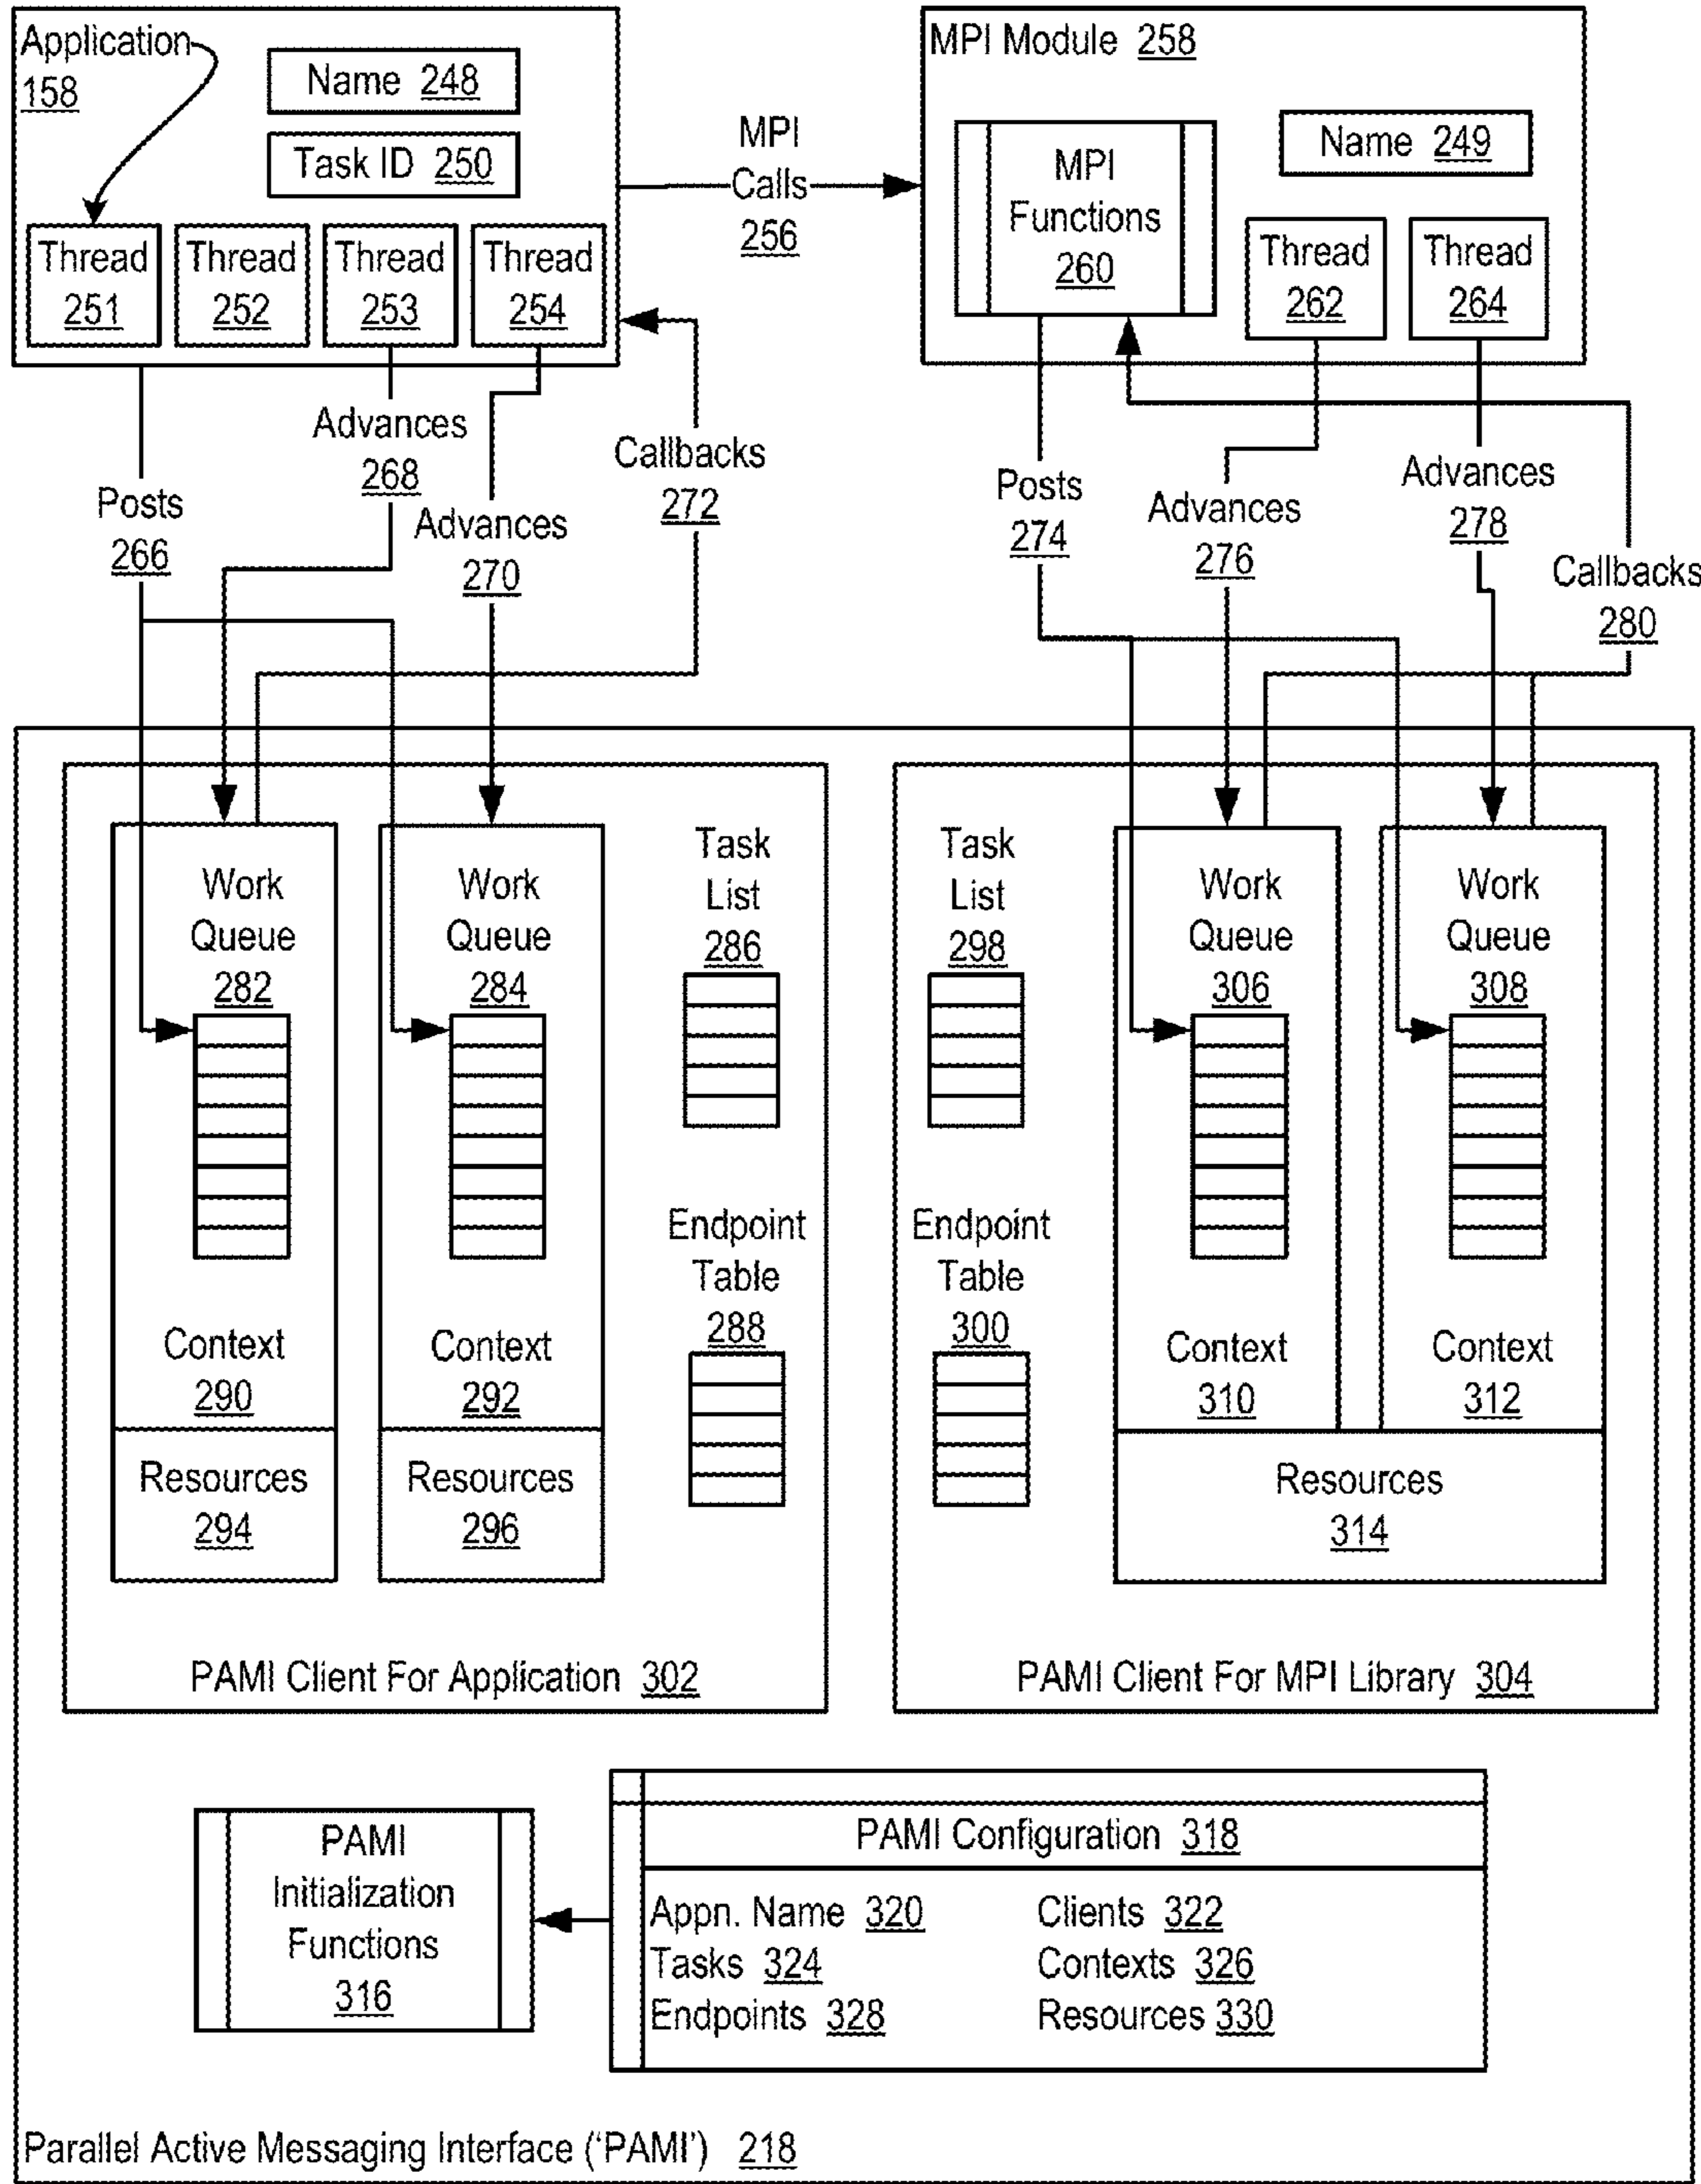 Application
158
Name 248
Task ID 250
Thread
251
Thread
252
Thread
253
Thread
254
MPI
Calls
256
MPI Module 258
MPI
Functions
260
Name 249
Thread
262
Thread
264
Posts
266
Advances
268
Advances
270
Callbacks
272
Posts
274
Advances
276
Advances
278
Callbacks
280
Work
Queue
282
Context
290
Resources
294
Work
Queue
284
Context
292
Resources
296
Task
List
286
Endpoint
Table
288
PAMI Client For Application 302
Task
List
298
Endpoint
Table
300
Work
Queue
306
Context
310
Work
Queue
308
Context
312
Resources
314
PAMI Client For MPI Library 304
PAMI
Initialization
Functions
316
PAMI Configuration 318
Appn. Name 320 Clients 322
Tasks 324 Contexts 326
Endpoints 328 Resources 330
Parallel Active Messaging Interface (‘PAMI’) 218